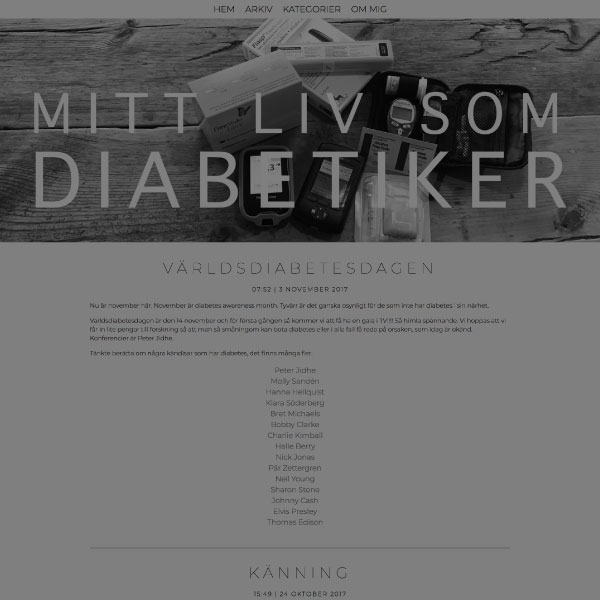 HEM ARKIV KATEGORIER OM MIG
MITT LIV SOM
DIABETIKER
VÄRLDSDIABETESDAGEN
07:52 | 3 NOVEMBER 2017
Nu är november här. November är diabetes awareness month. Tyvärr är det ganska osynligt för de som inte har diabetes i sin närhet.
Världsdiabetesdagen är den 14 november och för första gången så kommer vi att få ha en gala i TV!!! Så himla spännande. Vi hoppas att vi
får in lite pengar till forskning så att man så småningom kan bota diabetes eller i alla fall få reda på orsaken, som idag är okänd.
Konferencier är Peter Jidhe.
Tänkte berätta om några kändisar som har diabetes, det finns många fler:
Peter Jidhe
Molly Sandén
Hanna Hellquist
Klara Söderberg
Bret Michaels
Bobby Clarke
Charlie Kimball
Halle Berry
Nick Jonas
Pär Zettergren
Neil Young
Sharon Stone
Johnny Cash
Elvis Presley
Thomas Edison
KÄNNING
15:49 | 24 OKTOBER 2017